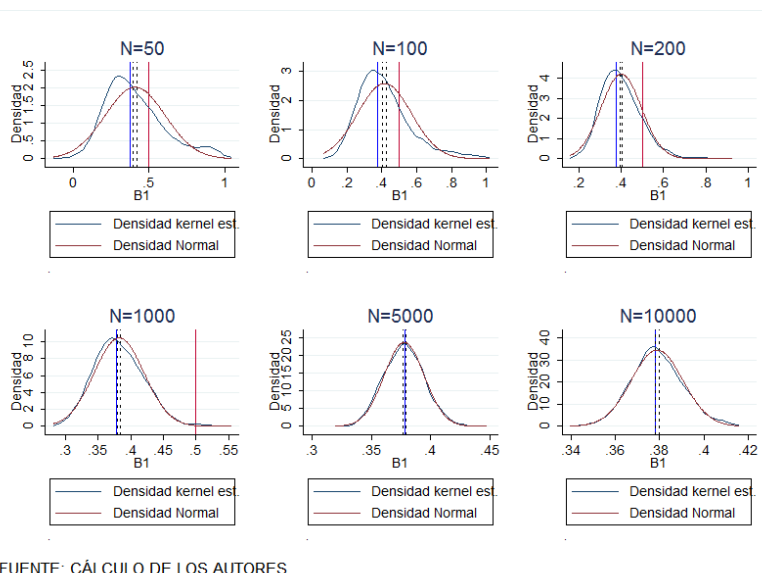 N=50
Densidad
0 .5 1 1.5 2 2.5
0 .5 1
B1
Densidad kernel est.
Densidad Normal
N=100
Densidad
0 1 2 3
0 .2 .4 .6 .8 1
B1
Densidad kernel est.
Densidad Normal
N=200
Densidad
0 1 2 3 4
.2 .4 .6 .8 1
B1
Densidad kernel est.
Densidad Normal
N=1000
Densidad
0 2 4 6 8 10
.3 .35 .4 .45 .5 .55
B1
Densidad kernel est.
Densidad Normal
N=5000
Densidad
0 5 10 15 20 25
.3 .35 .4 .45
B1
Densidad kernel est.
Densidad Normal
N=10000
Densidad
0 10 20 30 40
.34 .36 .38 .4 .42
B1
Densidad kernel est.
Densidad Normal
FUENTE: CÁLCULO DE LOS AUTORES